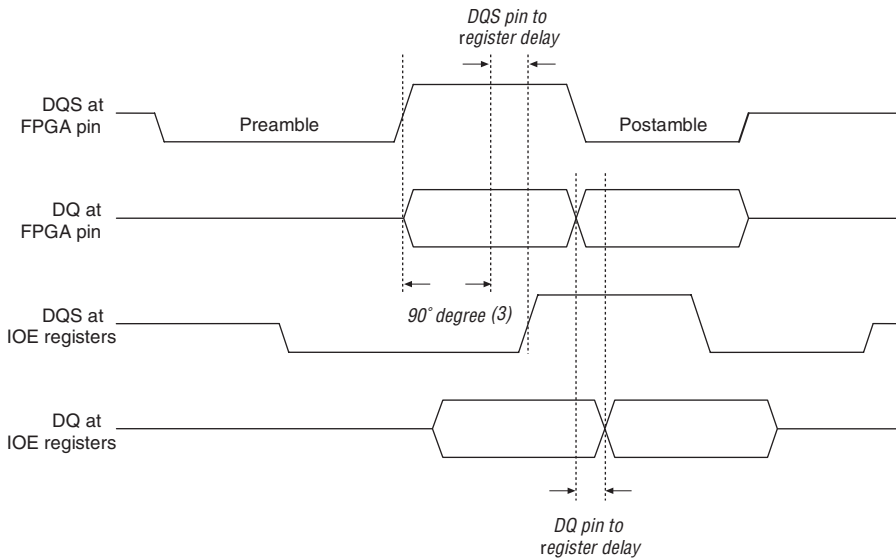 DQS pin to
register delay
DQS at
FPGA pin
Preamble
Postamble
DQ at
FPGA pin
90° degree (3)
DQS at
IOE registers
DQ at
IOE registers
DQ pin to
register delay